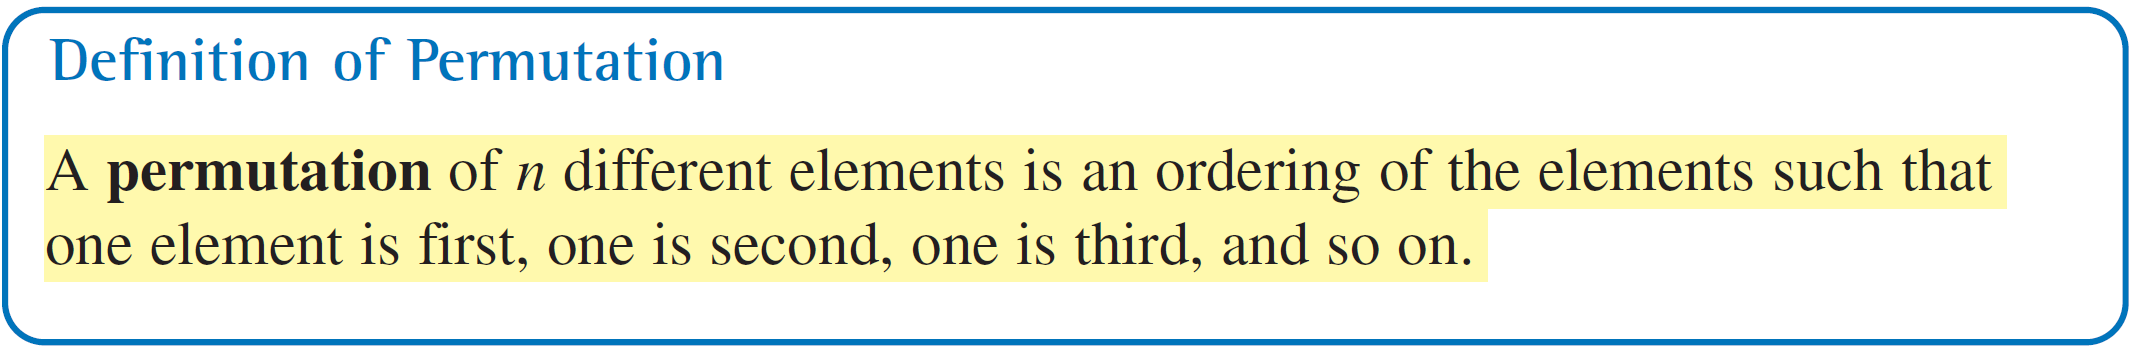 Definition of Permutation
A permutation of n different elements is an ordering of the elements such that
one element is first, one is second, one is third, and so on.